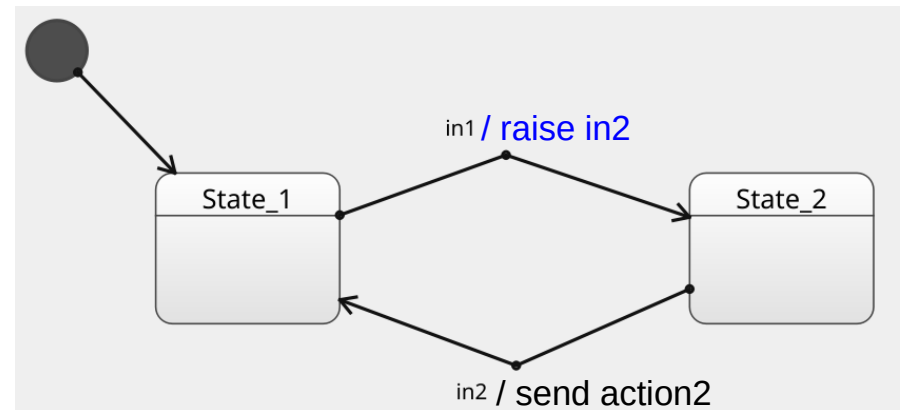 in1 / raise in2
State_1
State_2
in2 / send action2